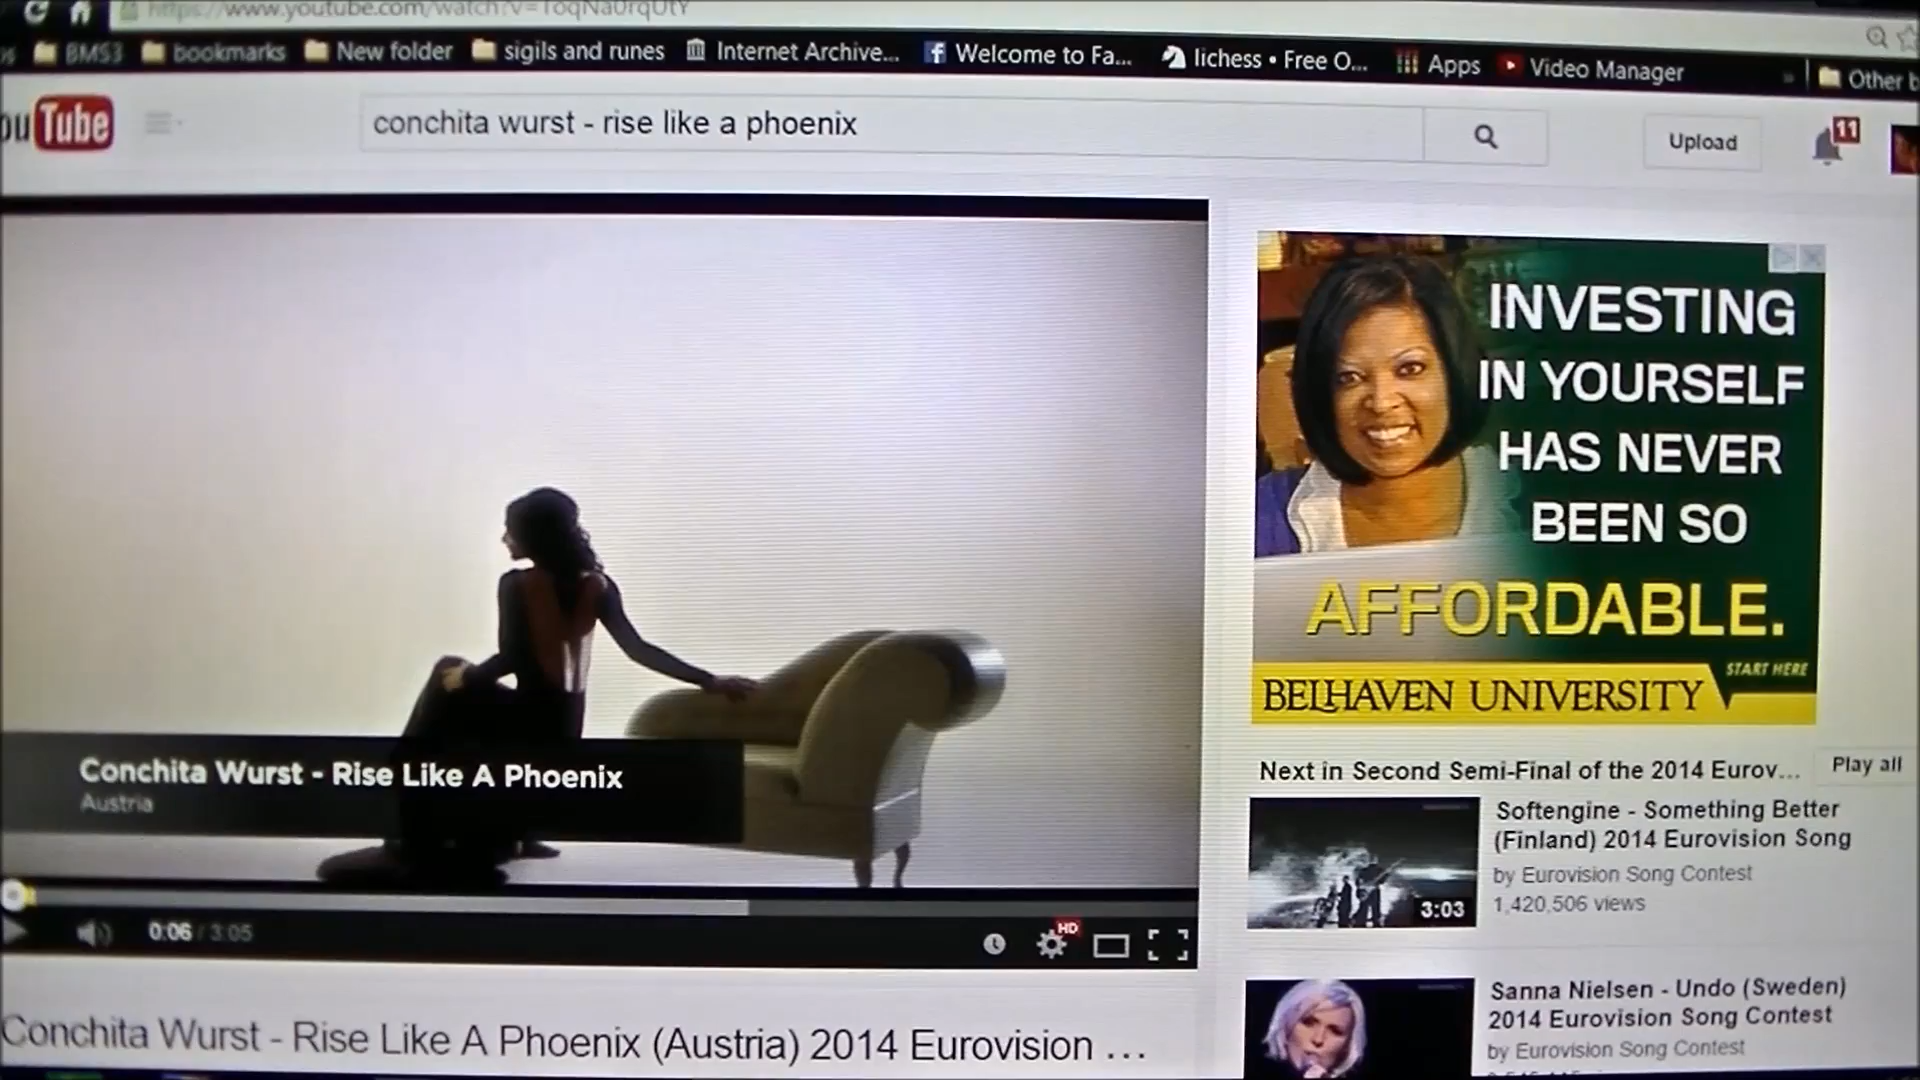 BMS3 bookmarks New folder sigils and runes Internet Archive... Welcome to Fa... lichess • Free O... Apps Video Manager » Other b
ou Tube
conchita wurst - rise like a phoenix
Upload
11
INVESTING
IN YOURSELF
HAS NEVER
BEEN SO
AFFORDABLE.
START HERE
BELHAVEN UNIVERSITY
Conchita Wurst - Rise Like A Phoenix
Austria
0:06 / 3:05
HD
Conchita Wurst - Rise Like A Phoenix (Austria) 2014 Eurovision ...
Next in Second Semi-Final of the 2014 Eurov...
Play all
Softengine - Something Better
(Finland) 2014 Eurovision Song
by Eurovision Song Contest
1,420,506 views
3:03
Sanna Nielsen - Undo (Sweden)
2014 Eurovision Song Contest
by Eurovision Song Contest